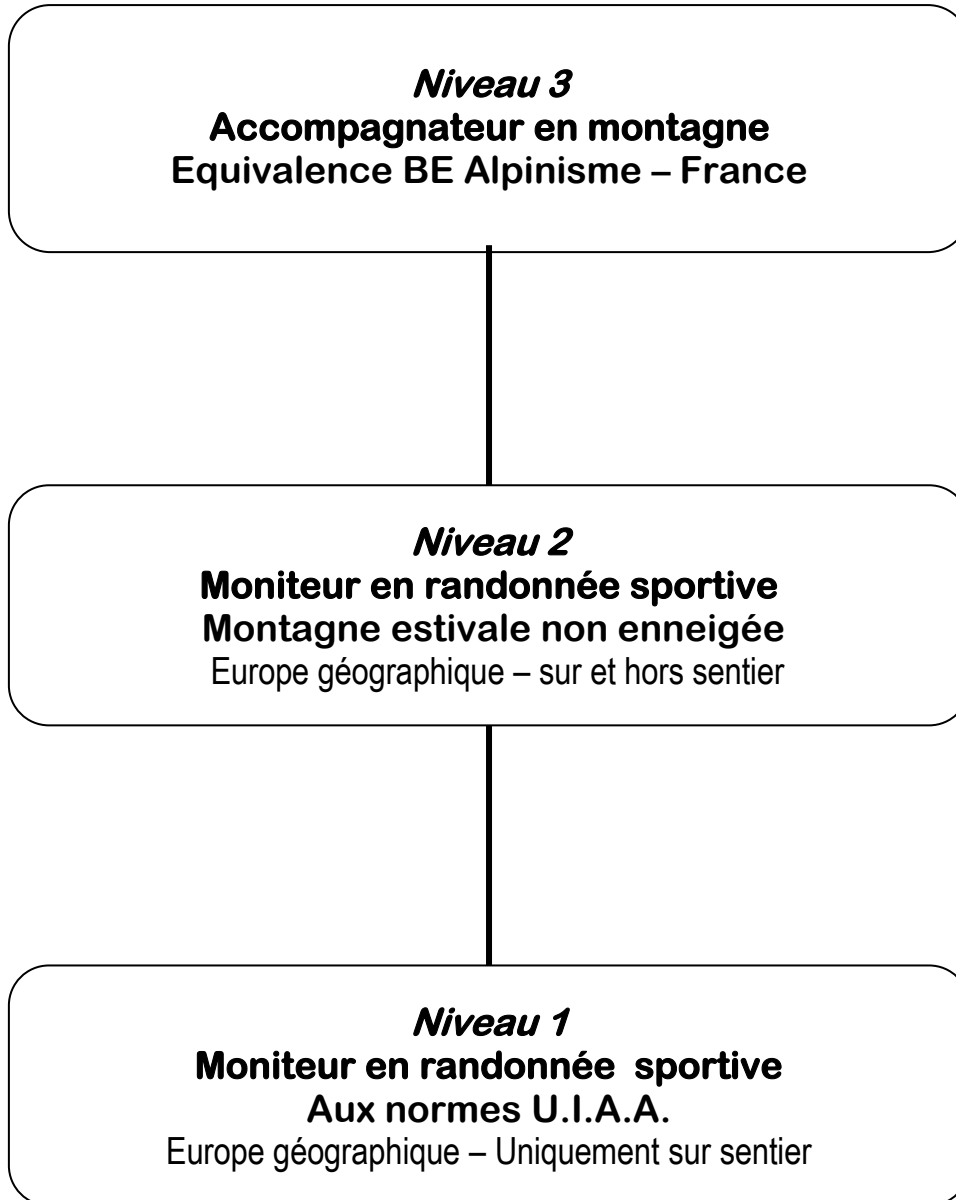 Niveau 3
Accompagnateur en montagne
Equivalence BE Alpinisme – France
Niveau 2
Moniteur en randonnée sportive
Montagne estivale non enneigée
Europe géographique – sur et hors sentier
Niveau 1
Moniteur en randonnée sportive
Aux normes U.I.A.A.
Europe géographique – Uniquement sur sentier